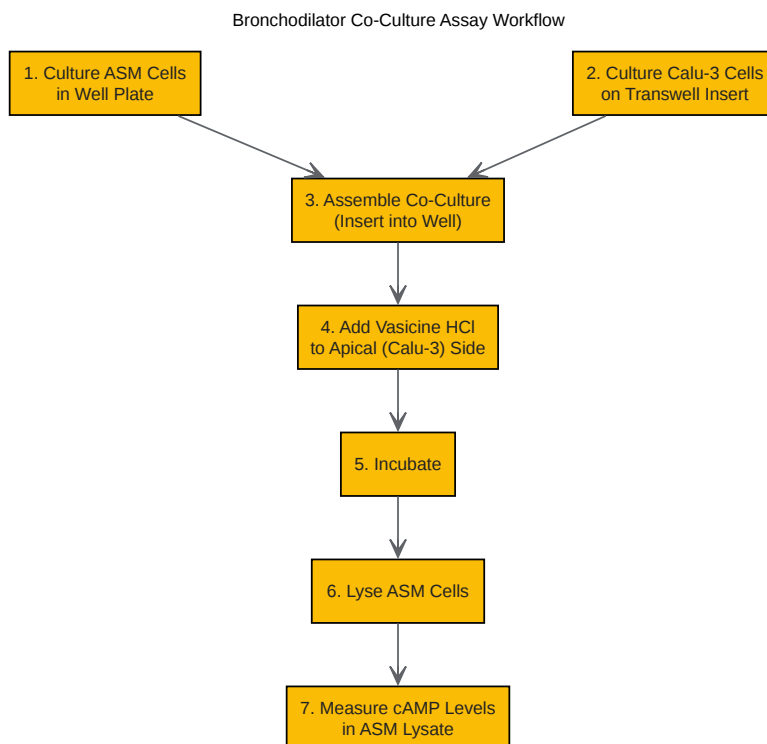 Bronchodilator Co-Culture Assay Workflow
1. Culture ASM Cells
in Well Plate
2. Culture Calu-3 Cells
on Transwell Insert
3. Assemble Co-Culture
(Insert into Well)
4. Add Vasicine HCl
to Apical (Calu-3) Side
5. Incubate
6. Lyse ASM Cells
7. Measure cAMP Levels
in ASM Lysate